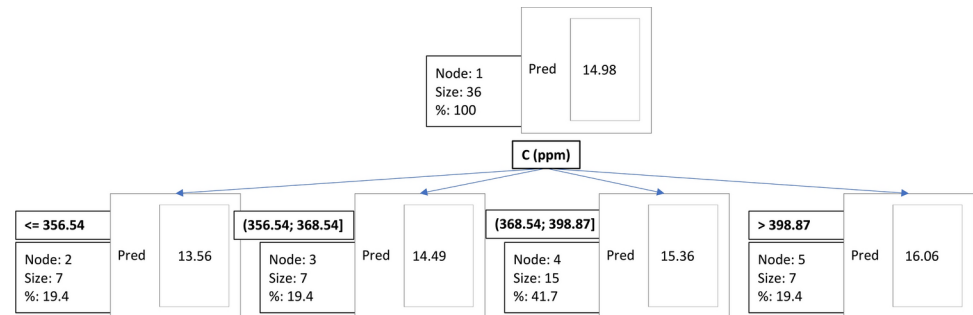 Node: 1
Size: 36
%: 100
Pred
14.98
C (ppm)
<= 356.54
Node: 2
Size: 7
%: 19.4
Pred
13.56
(356.54; 368.54]
Node: 3
Size: 7
%: 19.4
Pred
14.49
(368.54; 398.87]
Node: 4
Size: 15
%: 41.7
Pred
15.36
> 398.87
Node: 5
Size: 7
%: 19.4
Pred
16.06